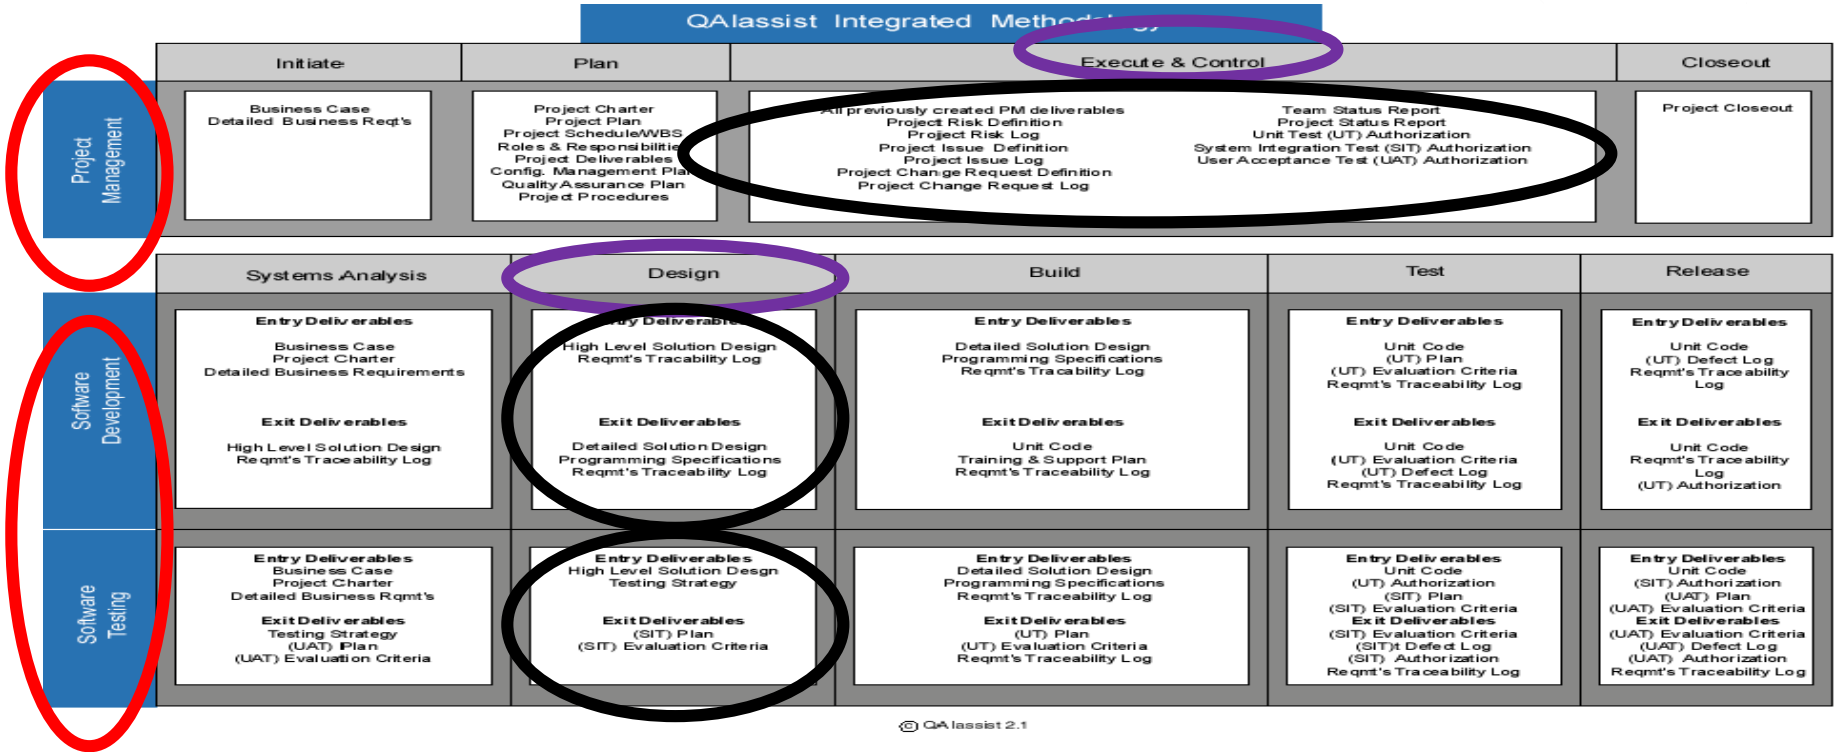 QAIassist Integrated Methodology
Initiate
Plan
Execute & Control
Closeout
Project
Management
Business Case
Detailed Business Reqt's
Project Charter
Project Plan
Project Schedule/WBS
Roles & Responsibilities
Project Deliverables
Config. Management Plan
Quality Assurance Plan
Project Procedures
All previously created PM deliverables
Project Risk Definition
Project Risk Log
Project Issue Definition
Project Issue Log
Project Change Request Definition
Project Change Request Log
Team Status Report
Project Status Report
Unit Test (UT) Authorization
System Integration Test (SIT) Authorization
User Acceptance Test (UAT) Authorization
Project Closeout
Systems Analysis
Design
Build
Test
Release
Software
Development
Entry Deliverables
Business Case
Project Charter
Detailed Business Requirements
Exit Deliverables
High Level Solution Design
Reqmt's Traceability Log
Entry Deliverables
High Level Solution Design
Reqmt's Tracability Log
Exit Deliverables
Detailed Solution Design
Programming Specifications
Reqmt's Traceability Log
Entry Deliverables
Detailed Solution Design
Programming Specifications
Reqmt's Tracability Log
Exit Deliverables
Unit Code
Training & Support Plan
Reqmt's Traceability Log
Entry Deliverables
Unit Code
(UT) Plan
(UT) Evaluation Criteria
Reqmt's Traceability Log
Exit Deliverables
Unit Code
(UT) Evaluation Criteria
(UT) Defect Log
Reqmt's Traceability Log
Entry Deliverables
Unit Code
(UT) Defect Log
Reqmt's Traceability
Log
Exit Deliverables
Unit Code
Reqmt's Traceability
Log
(UT) Authorization
Software
Testing
Entry Deliverables
Business Case
Project Charter
Detailed Business Rqmt's
Exit Deliverables
Testing Strategy
(UAT) Plan
(UAT) Evaluation Criteria
Entry Deliverables
High Level Solution Desgn
Testing Strategy
Exit Deliverables
(SIT) Plan
(SIT) Evaluation Criteria
Entry Deliverables
Detailed Solution Design
Programming Specifications
Reqmt's Traceability Log
Exit Deliverables
(UT) Plan
(UT) Evaluation Criteria
Reqmt's Traceability Log
Entry Deliverables
Unit Code
(UT) Authorization
(SIT) Plan
(SIT) Evaluation Criteria
Exit Deliverables
(SIT) Evaluation Criteria
(SIT)t Defect Log
(SIT) Authorization
Reqmt's Traceability Log
Entry Deliverables
Unit Code
(SIT) Authorization
(UAT) Plan
(UAT) Evaluation Criteria
Exit Deliverables
(UAT) Evaluation Criteria
(UAT) Defect Log
(UAT) Authorization
Reqmt's Traceability Log
© QAIassist 2.1